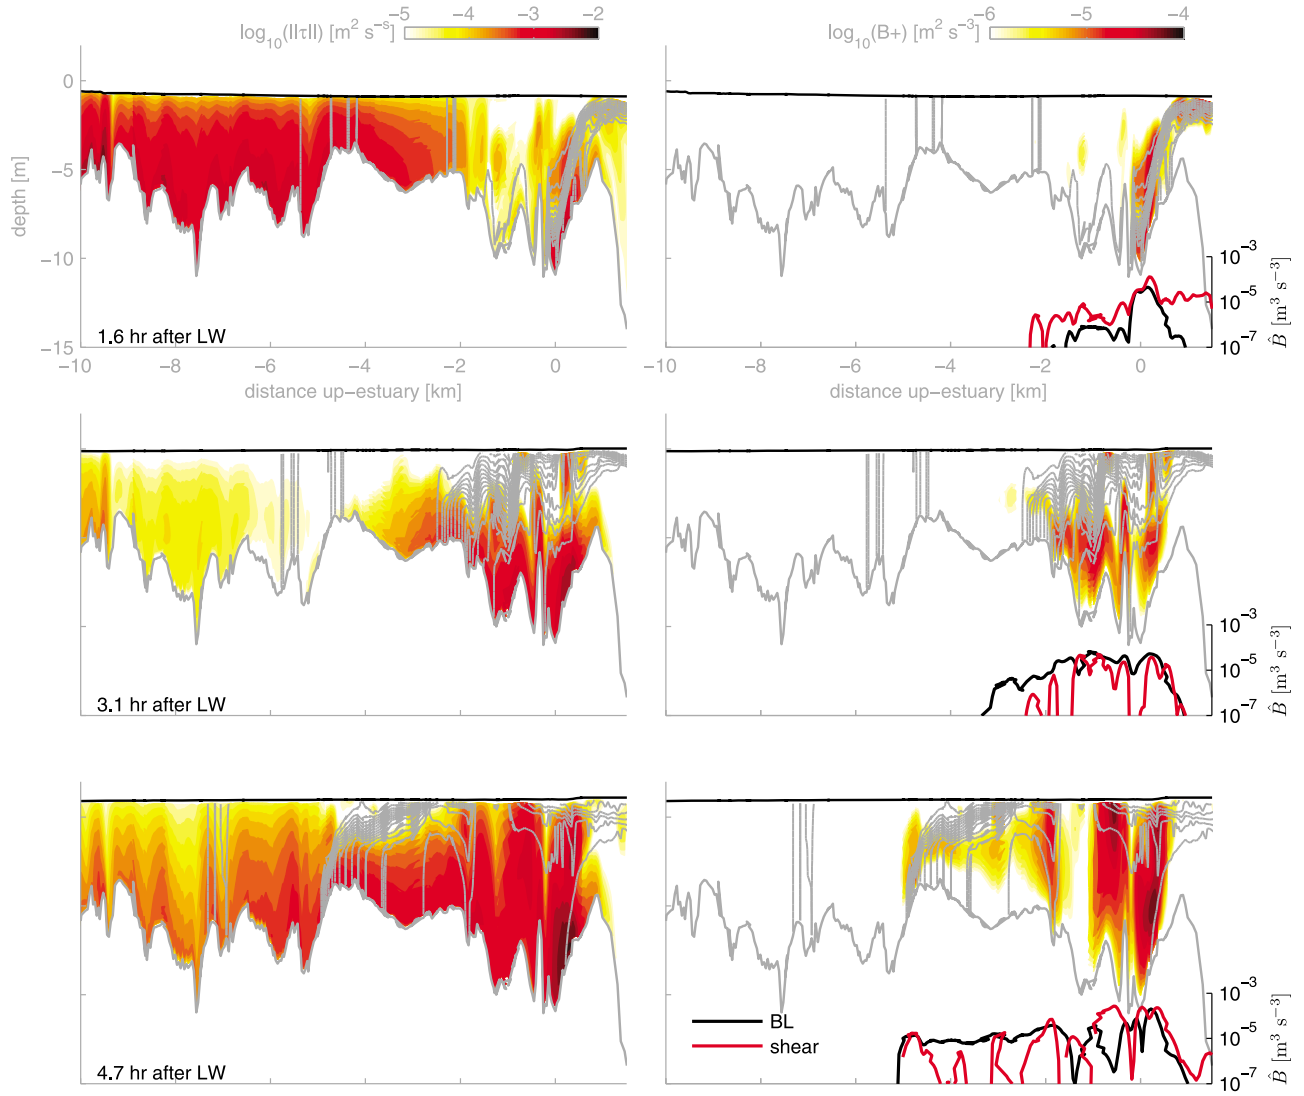 log10(||τ||) [m² s⁻ˢ]
−5 −4 −3 −2
log10(B+) [m² s⁻³]
−6 −5 −4
0
−5
−10
−15
depth [m]
1.6 hr after LW
−10 −8 −6 −4 −2 0
distance up−estuary [km]
10⁻³
10⁻⁵
10⁻⁷
B̂ [m³ s⁻³]
−10 −8 −6 −4 −2 0
distance up−estuary [km]
3.1 hr after LW
10⁻³
10⁻⁵
10⁻⁷
B̂ [m³ s⁻³]
4.7 hr after LW
BL
shear
10⁻³
10⁻⁵
10⁻⁷
B̂ [m³ s⁻³]